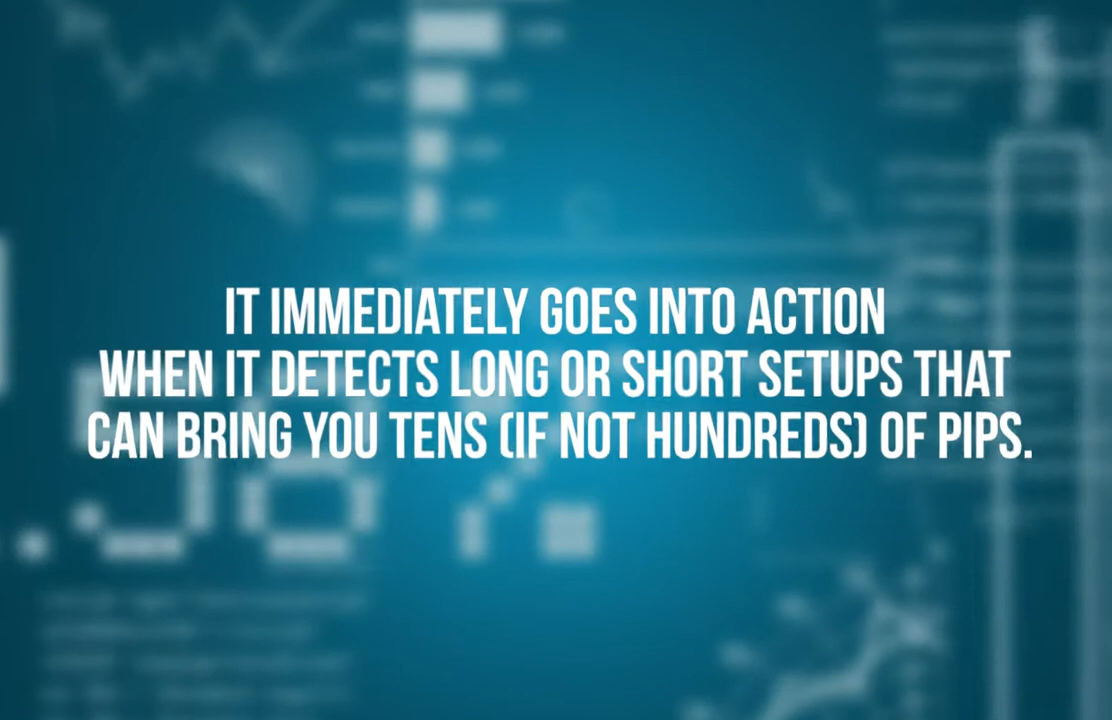 IT IMMEDIATELY GOES INTO ACTION
WHEN IT DETECTS LONG OR SHORT SETUPS THAT
CAN BRING YOU TENS (IF NOT HUNDREDS) OF PIPS.